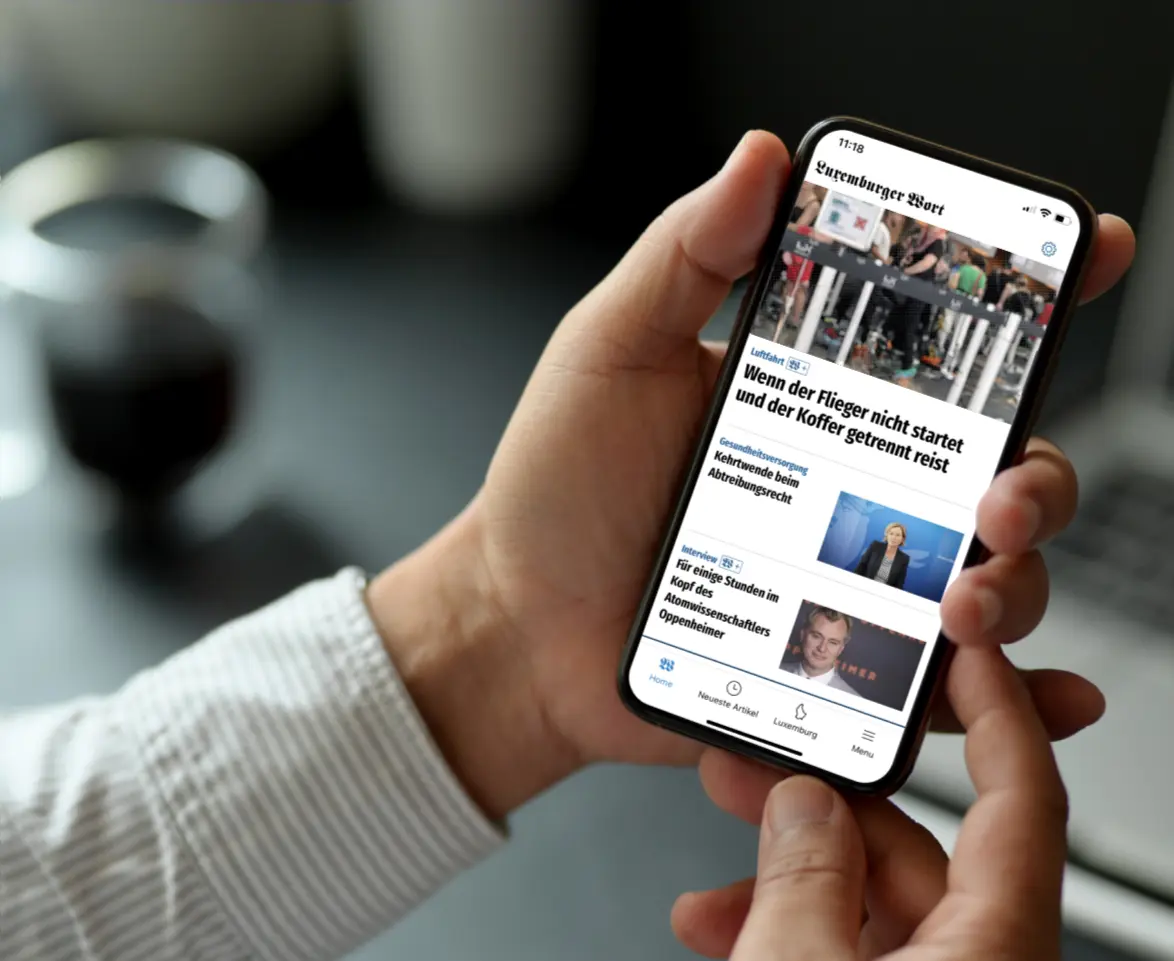 11:18
Luxemburger Wort
Luftfahrt W+
Wenn der Flieger nicht startet
und der Koffer getrennt reist
Gesundheitsversorgung
Kehrtwende beim
Abtreibungsrecht
Interview W+
Für einige Stunden im
Kopf des
Atomwissenschaftlers
Oppenheimer
W
Home
Neueste Artikel
Luxemburg
Menu